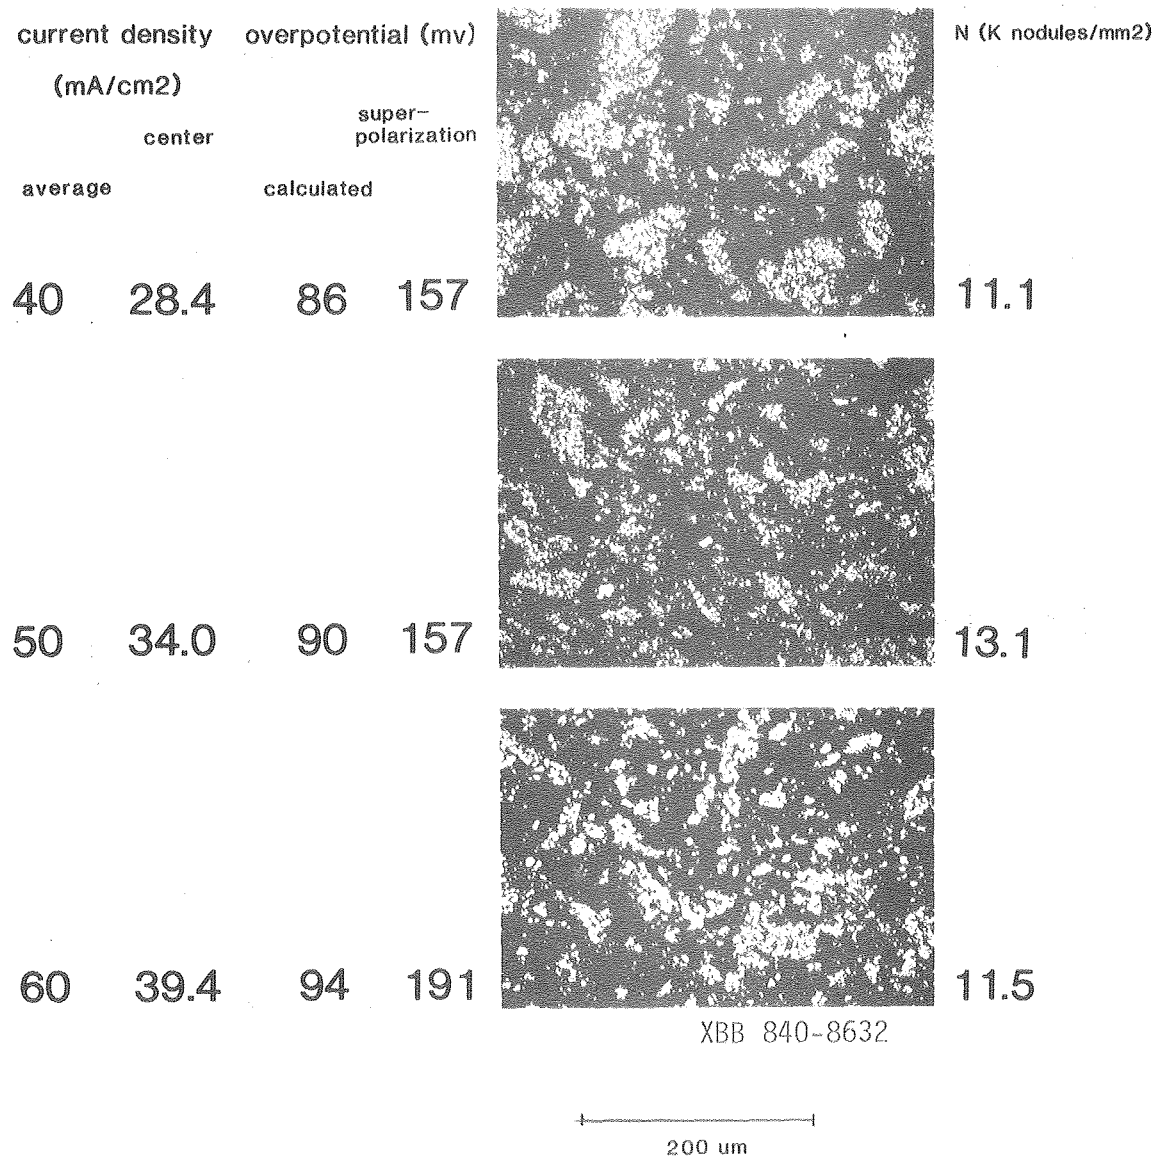 current density overpotential (mv) N (K nodules/mm2)
(mA/cm2)
super-
center polarization
average calculated
40 28.4 86 157 11.1
50 34.0 90 157 13.1
60 39.4 94 191 11.5
XBB 840-8632
200 um